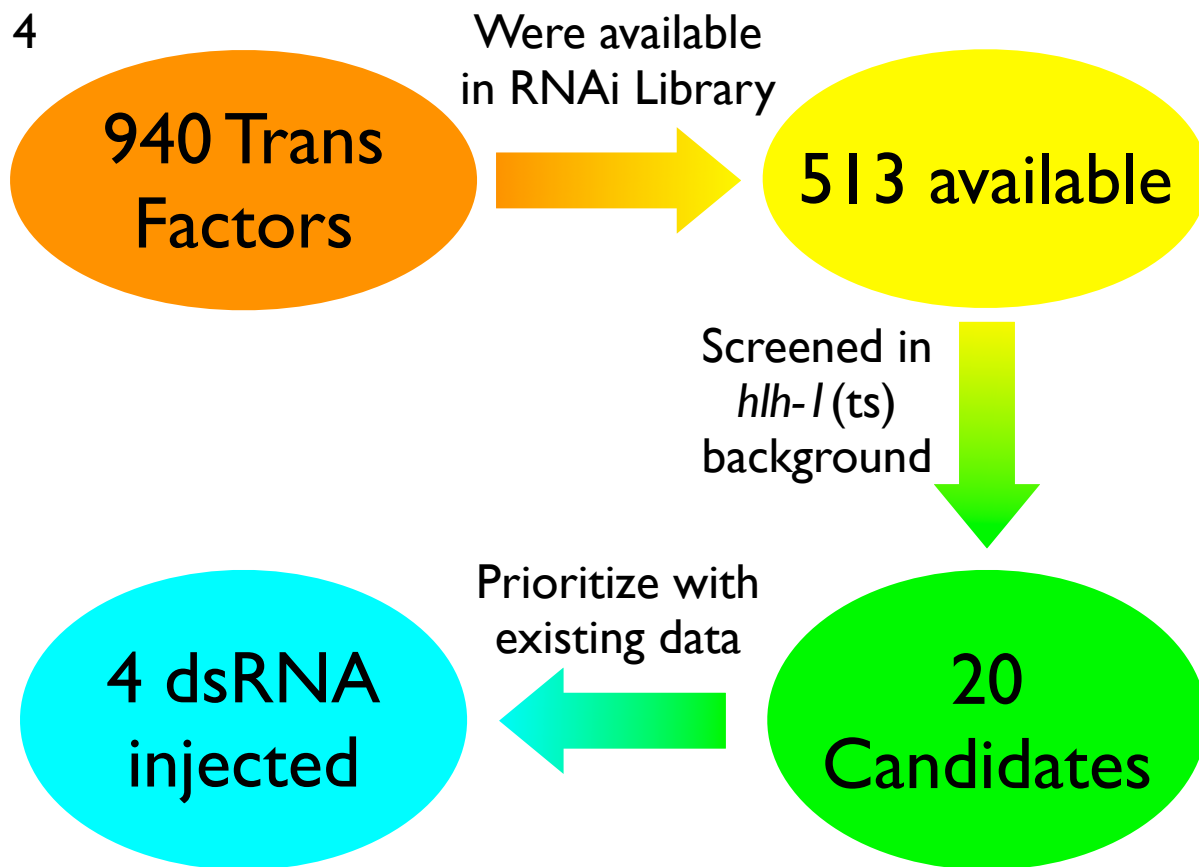 4
940 Trans
Factors
Were available
in RNAi Library
513 available
Screened in
hlh-1(ts)
background
20
Candidates
Prioritize with
existing data
4 dsRNA
injected